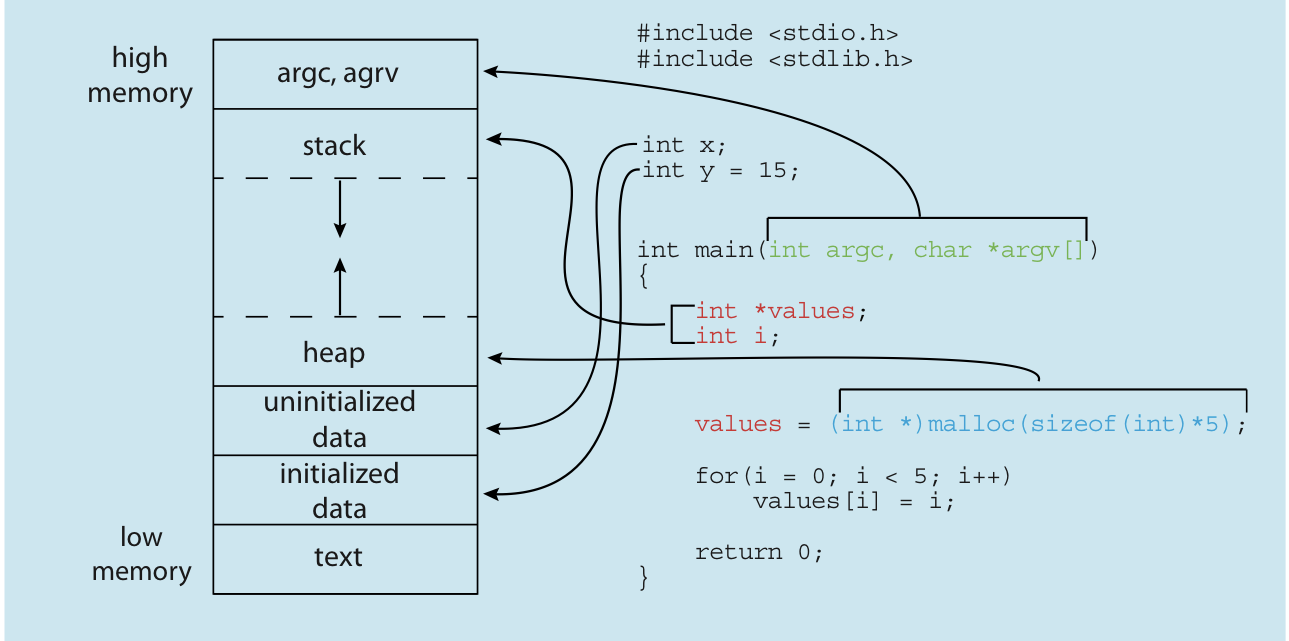 high
memory
argc, agrv
stack
heap
uninitialized
data
initialized
data
low
memory
text
#include <stdio.h>
#include <stdlib.h>
int x;
int y = 15;
int main(int argc, char *argv[])
{
int *values;
int i;
values = (int *)malloc(sizeof(int)*5);
for(i = 0; i < 5; i++)
values[i] = i;
return 0;
}